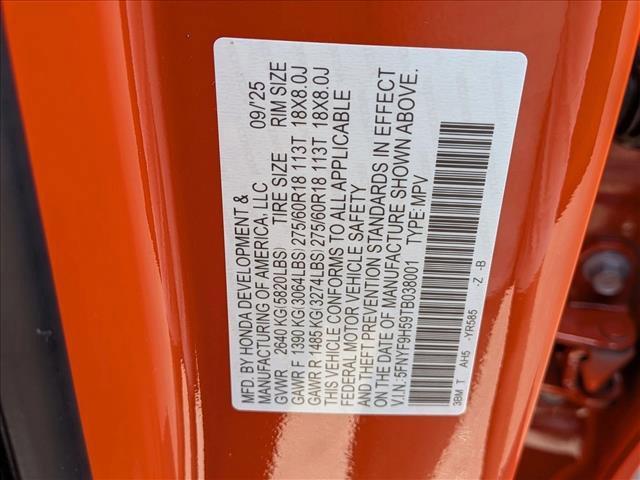 MFD. BY HONDA DEVELOPMENT &
MANUFACTURING OF AMERICA, LLC 09/'25
GVWR 2640 KG(5820LBS) TIRE SIZE RIM SIZE
GAWR F 1390 KG(3064LBS) 275/60R18 113T 18X8.0J
GAWR R 1485 KG(3274LBS) 275/60R18 113T 18X8.0J
THIS VEHICLE CONFORMS TO ALL APPLICABLE
FEDERAL MOTOR VEHICLE SAFETY
AND THEFT PREVENTION STANDARDS IN EFFECT
ON THE DATE OF MANUFACTURE SHOWN ABOVE.
V.I.N.: 5FNYF9H59TB038001 TYPE: MPV
3BM T AH5 -YR585 -Z -B